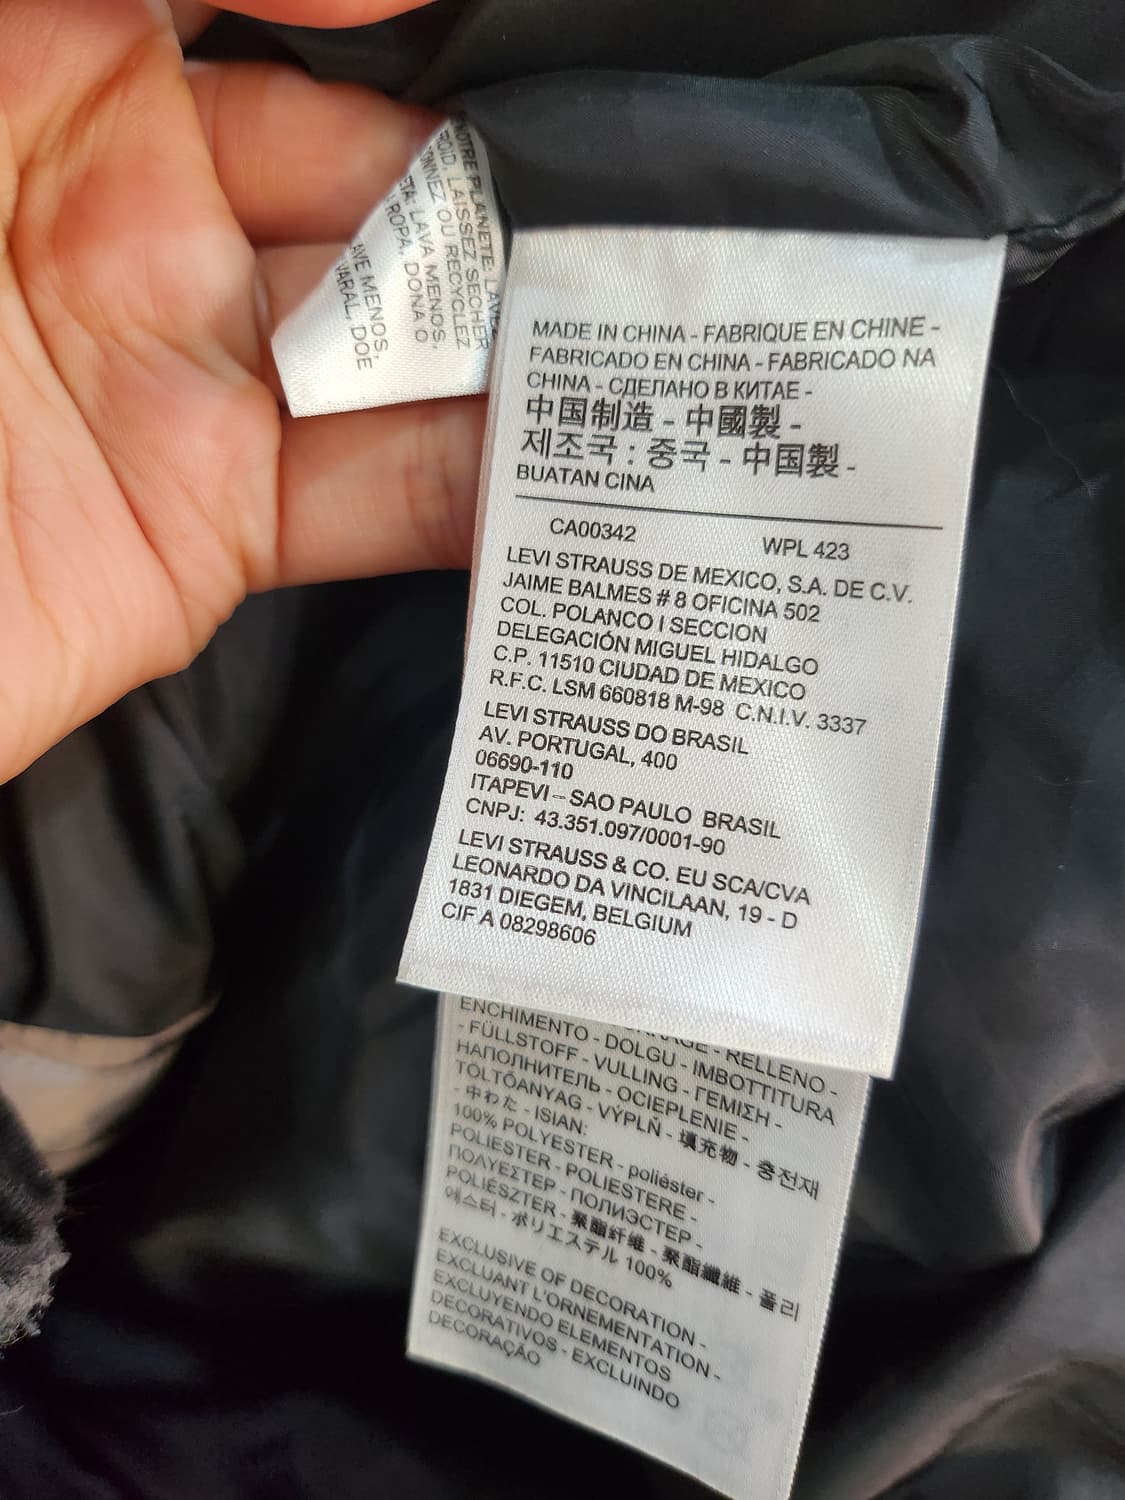 NOTRE PLANETE: LAVEZ
FROID, LAISSEZ SECHER
DONNEZ OU RECYCLEZ
STA: LAVA MENOS,
ROPA, DONA O
AVE MENOS,
VARAL, DOE
MADE IN CHINA - FABRIQUE EN CHINE -
FABRICADO EN CHINA - FABRICADO NA
CHINA - СДЕЛАНО В КИТАЕ -
中国制造 - 中國製 -
제조국 : 중국 - 中国製 -
BUATAN CINA
CA00342 WPL 423
LEVI STRAUSS DE MEXICO, S.A. DE C.V.
JAIME BALMES # 8 OFICINA 502
COL. POLANCO I SECCION
DELEGACIÓN MIGUEL HIDALGO
C.P. 11510 CIUDAD DE MEXICO
R.F.C. LSM 660818 M-98 C.N.I.V. 3337
LEVI STRAUSS DO BRASIL
AV. PORTUGAL, 400
06690-110
ITAPEVI – SAO PAULO BRASIL
CNPJ: 43.351.097/0001-90
LEVI STRAUSS & CO. EU SCA/CVA
LEONARDO DA VINCILAAN, 19 - D
1831 DIEGEM, BELGIUM
CIF A 08298606
- RELLENO -
ENCHIMENTO - DOLGU - IMBOTTITURA
- FÜLLSTOFF - VULLING - ΓΕΜΙΣΗ -
НАПОЛНИТЕЛЬ - OCIEPLENIE -
TÖLTŐANYAG - VÝPLŇ - 填充物 - 충전재
- 中わた - ISIAN:
100% POLYESTER - poliéster -
POLIESTER - POLIESTERE -
ΠΟΛΥΕΣΤΕΡ - ПОЛИЭСТЕР -
POLIÉSZTER - 聚酯纤维 - 聚酯纖維 - 폴리
에스터 - ポリエステル 100%
EXCLUSIVE OF DECORATION -
EXCLUANT L'ORNEMENTATION -
EXCLUYENDO ELEMENTOS
DECORATIVOS - EXCLUINDO
DECORAÇÃO